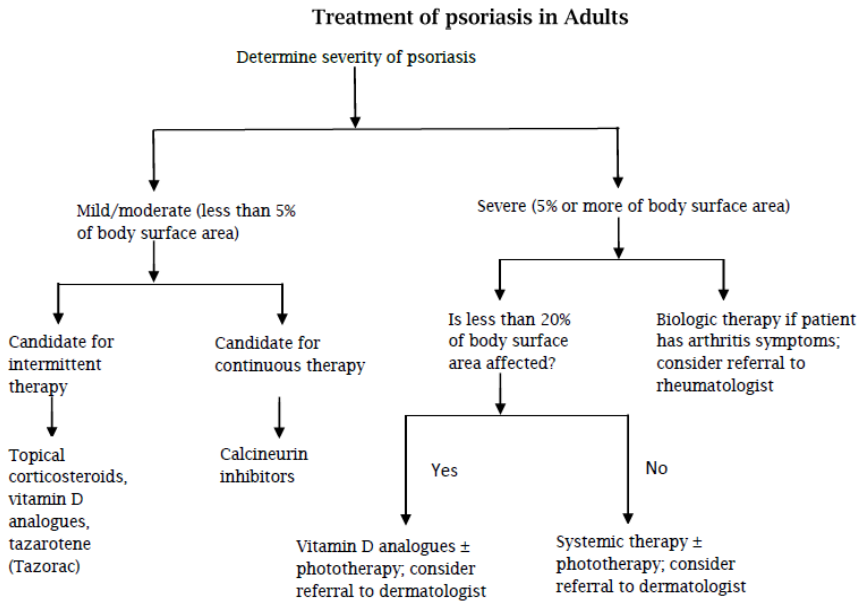 Treatment of psoriasis in Adults
Determine severity of psoriasis
Mild/moderate (less than 5%
of body surface area)
Severe (5% or more of body surface area)
Candidate for
intermittent
therapy
Candidate for
continuous therapy
Is less than 20%
of body surface
area affected?
Biologic therapy if patient
has arthritis symptoms;
consider referral to
rheumatologist
Topical
corticosteroids,
vitamin D
analogues,
tazarotene
(Tazorac)
Calcineurin
inhibitors
Yes
No
Vitamin D analogues ±
phototherapy; consider
referral to dermatologist
Systemic therapy ±
phototherapy; consider
referral to dermatologist